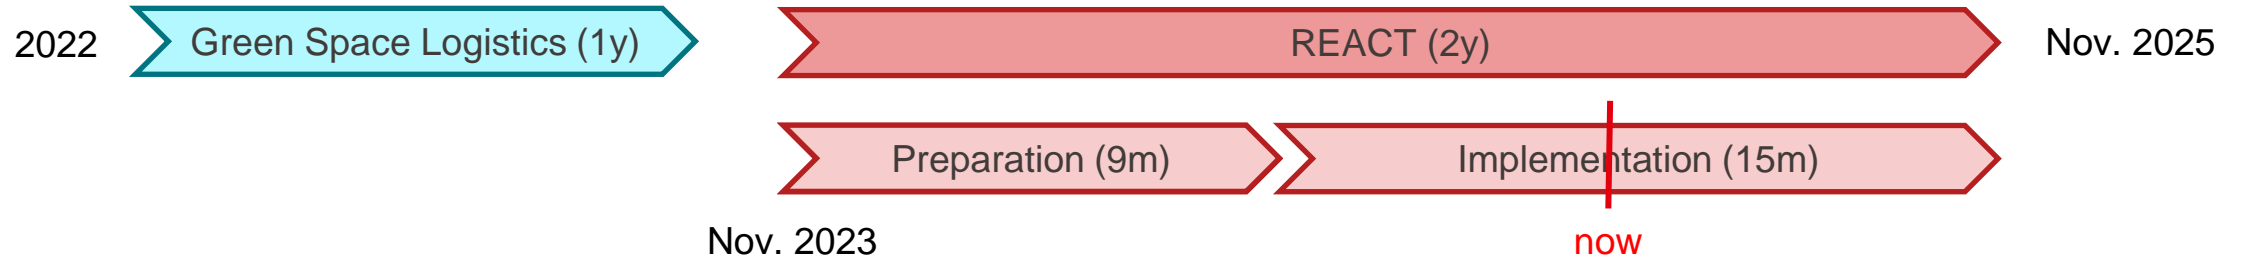 2022
Green Space Logistics (1y)
REACT (2y)
Nov. 2025
Preparation (9m)
Implementation (15m)
Nov. 2023
now